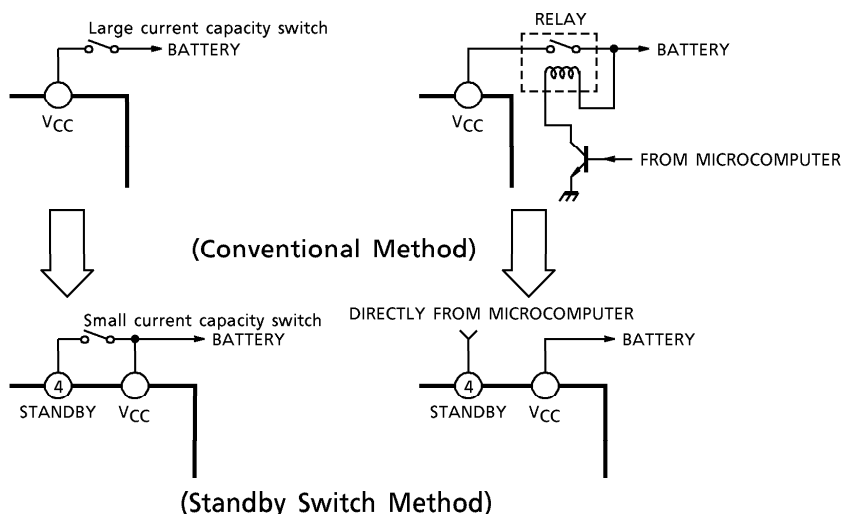 Large current capacity switch
BATTERY
VCC
RELAY
BATTERY
VCC
FROM MICROCOMPUTER
(Conventional Method)
Small current capacity switch
BATTERY
4
STANDBY VCC
DIRECTLY FROM MICROCOMPUTER
BATTERY
4
STANDBY VCC
(Standby Switch Method)